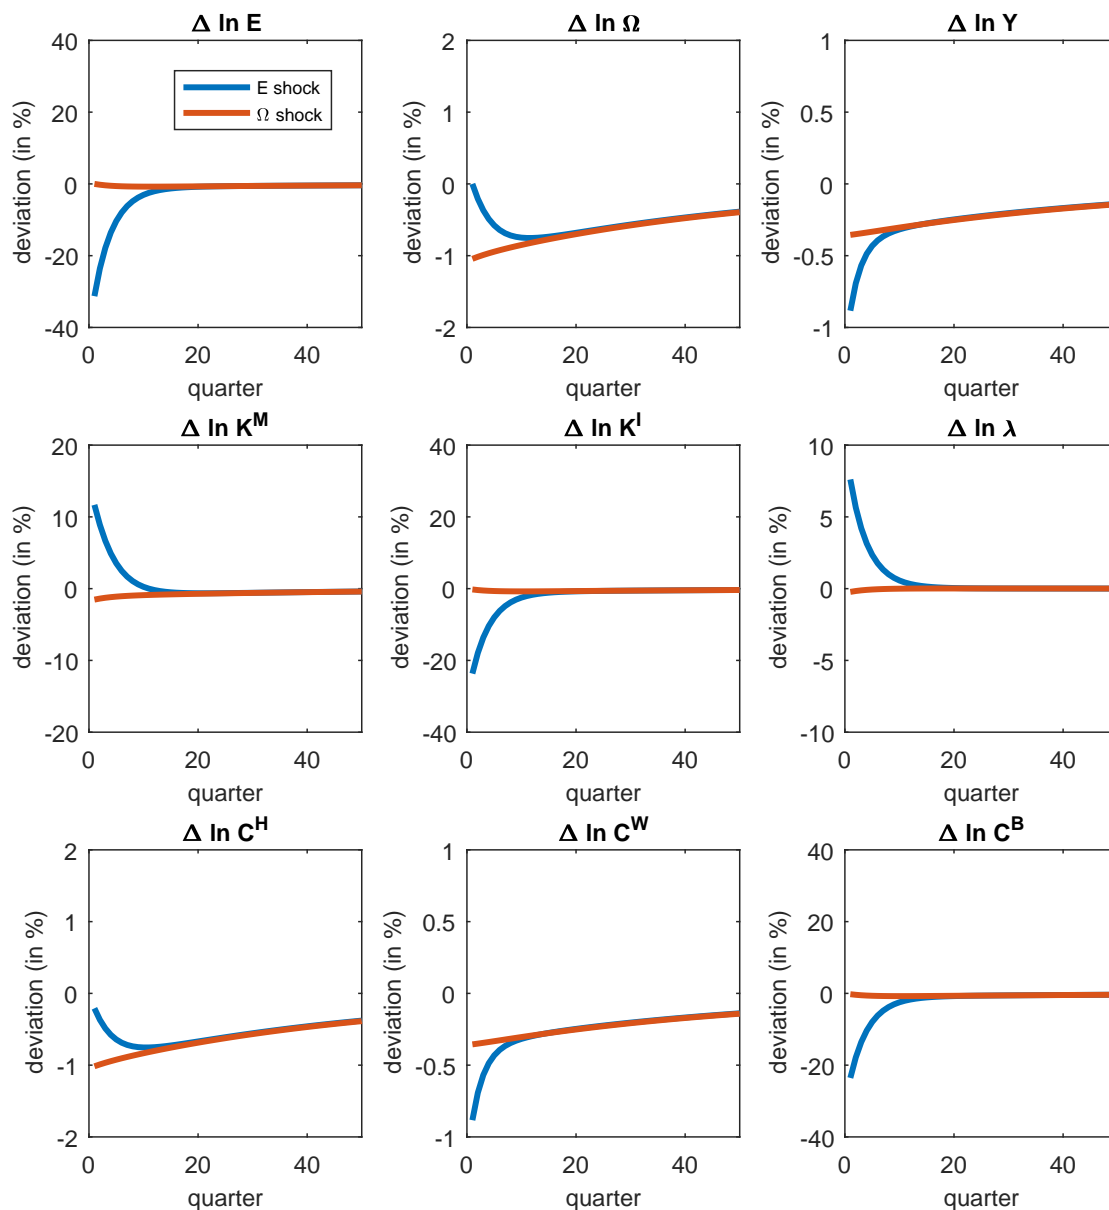 Δ ln E
deviation (in %)
40
20
0
-20
-40
0
20
40
quarter
E shock
Ω shock
Δ ln Ω
deviation (in %)
2
1
0
-1
-2
0
20
40
quarter
Δ ln Y
deviation (in %)
1
0.5
0
-0.5
-1
0
20
40
quarter
Δ ln K^M
deviation (in %)
20
10
0
-10
-20
0
20
40
quarter
Δ ln K^I
deviation (in %)
40
20
0
-20
-40
0
20
40
quarter
Δ ln λ
deviation (in %)
10
5
0
-5
-10
0
20
40
quarter
Δ ln C^H
deviation (in %)
2
1
0
-1
-2
0
20
40
quarter
Δ ln C^W
deviation (in %)
1
0.5
0
-0.5
-1
0
20
40
quarter
Δ ln C^B
deviation (in %)
40
20
0
-20
-40
0
20
40
quarter